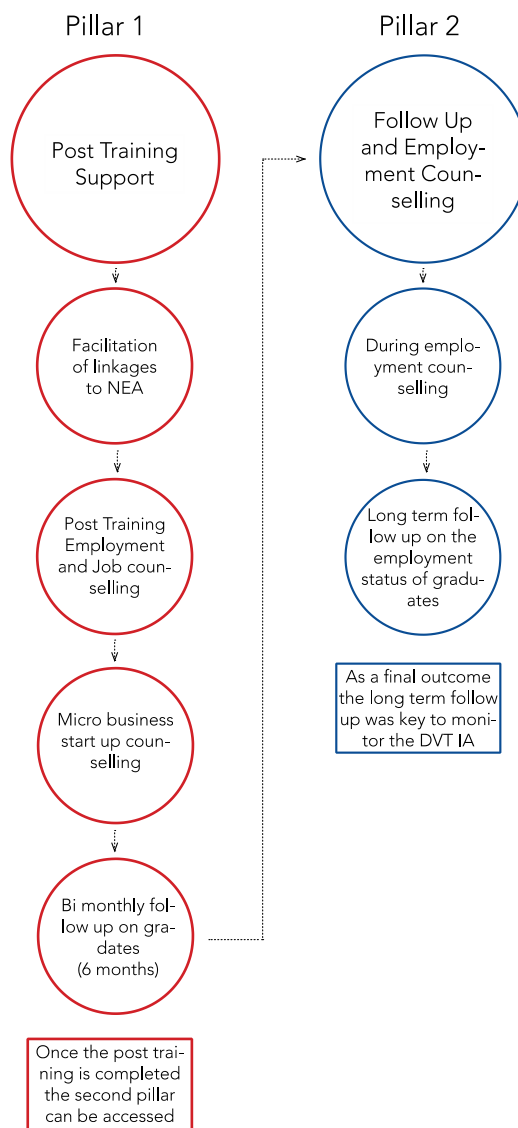 Pillar 1
Post Training
Support
Facilitation
of linkages
to NEA
Post Training
Employment
and Job coun-
selling
Micro business
start up coun-
selling
Bi monthly fol-
low up on gra-
dates
(6 months)
Once the post trai-
ning is completed
the second pillar
can be accessed
Pillar 2
Follow Up
and Employ-
ment Coun-
selling
During emplo-
yment coun-
selling
Long term follow
up on the
employment
status of gradu-
ates
As a final outcome
the long term follow
up was key to moni-
tor the DVT IA